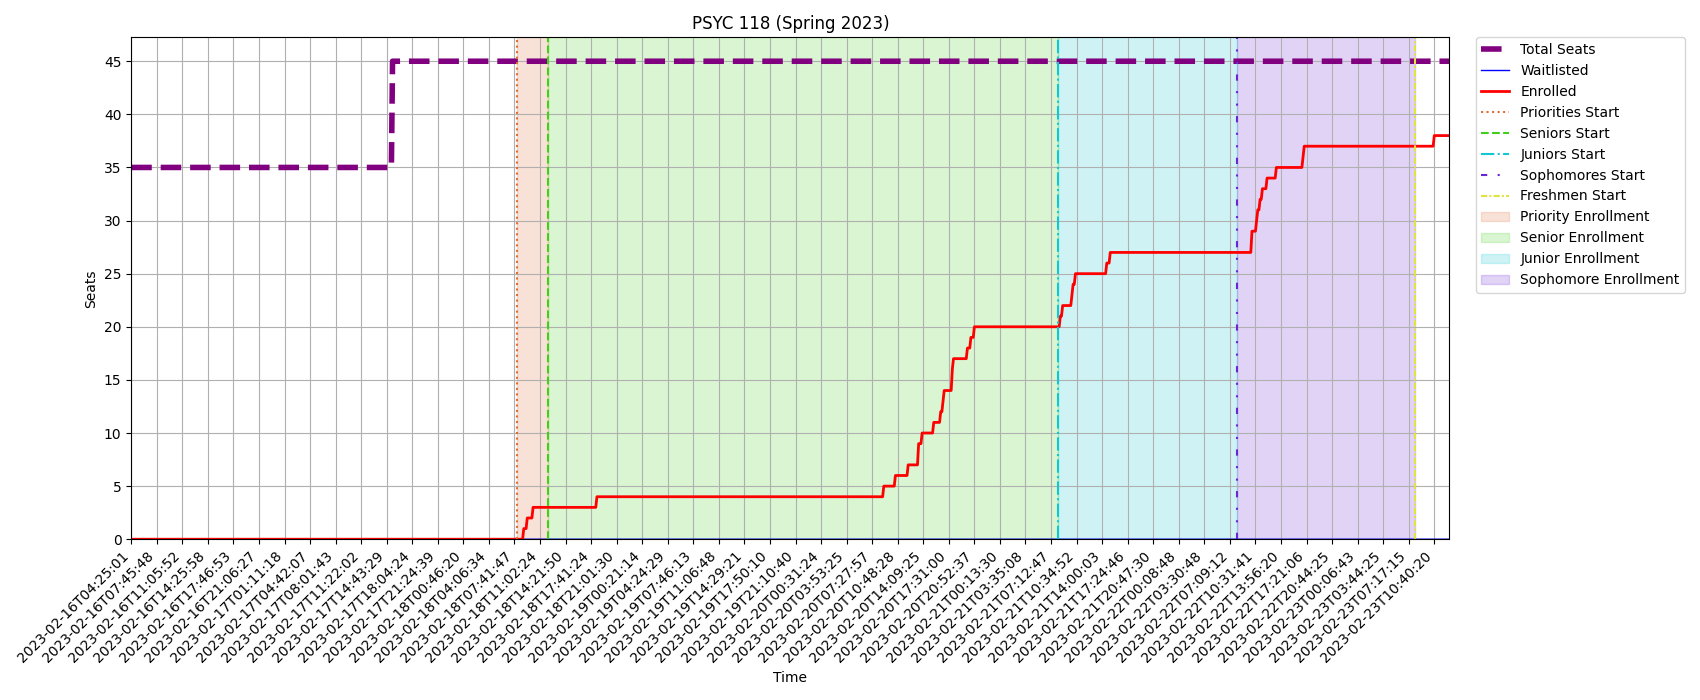 PSYC 118 (Spring 2023)
Seats
45
40
35
30
25
20
15
10
5
0
2023-02-16T04:25:01
2023-02-16T07:45:48
2023-02-16T11:05:52
2023-02-16T14:25:58
2023-02-16T17:46:53
2023-02-16T21:06:27
2023-02-17T01:11:18
2023-02-17T04:42:07
2023-02-17T08:01:43
2023-02-17T11:22:02
2023-02-17T14:43:29
2023-02-17T18:04:24
2023-02-17T21:24:39
2023-02-18T00:46:20
2023-02-18T04:06:34
2023-02-18T07:41:47
2023-02-18T11:02:24
2023-02-18T14:21:50
2023-02-18T17:41:24
2023-02-18T21:01:30
2023-02-19T00:21:14
2023-02-19T04:24:29
2023-02-19T07:46:13
2023-02-19T11:06:48
2023-02-19T14:29:21
2023-02-19T17:50:10
2023-02-19T21:10:40
2023-02-20T00:31:24
2023-02-20T03:53:25
2023-02-20T07:27:57
2023-02-20T10:48:28
2023-02-20T14:09:25
2023-02-20T17:31:00
2023-02-20T20:52:37
2023-02-21T00:13:30
2023-02-21T03:35:08
2023-02-21T07:12:47
2023-02-21T10:34:52
2023-02-21T14:00:03
2023-02-21T17:24:46
2023-02-21T20:47:30
2023-02-22T00:08:48
2023-02-22T03:30:48
2023-02-22T07:09:12
2023-02-22T10:31:41
2023-02-22T13:56:20
2023-02-22T17:21:06
2023-02-22T20:44:25
2023-02-23T00:06:43
2023-02-23T03:44:25
2023-02-23T07:17:15
2023-02-23T10:40:20
Time
Total Seats
Waitlisted
Enrolled
Priorities Start
Seniors Start
Juniors Start
Sophomores Start
Freshmen Start
Priority Enrollment
Senior Enrollment
Junior Enrollment
Sophomore Enrollment